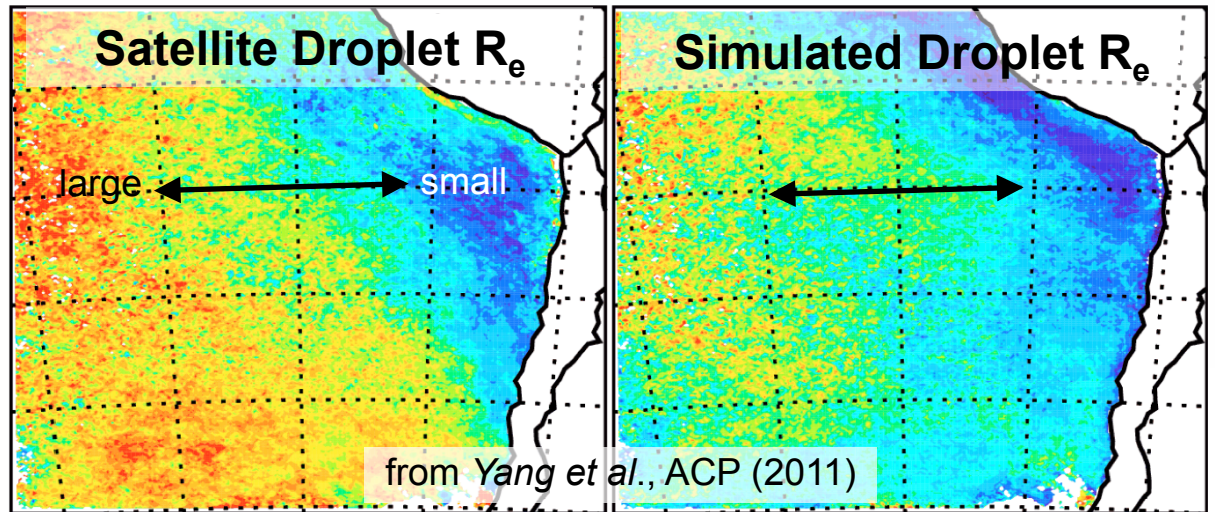 Satellite Droplet Re
Simulated Droplet Re
large
small
from Yang et al., ACP (2011)